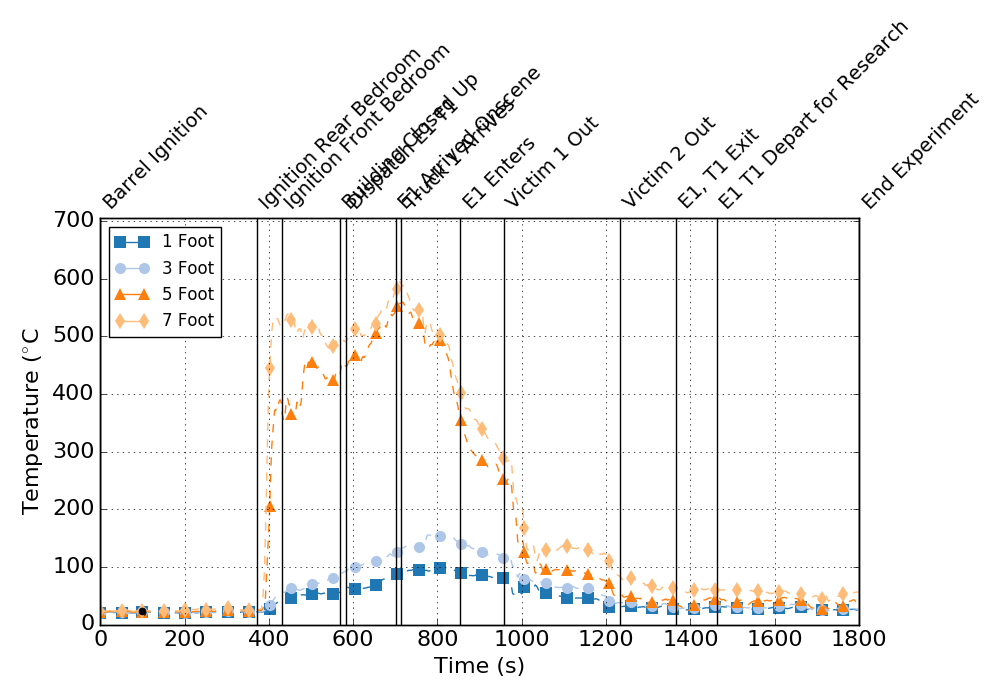 Barrel Ignition
Ignition Rear Bedroom
Ignition Front Bedroom
Building Closed Up
Dispatch E1 T1
E1 Arrived Onscene
Truck 1 Arrives
E1 Enters
Victim 1 Out
Victim 2 Out
E1, T1 Exit
E1 T1 Depart for Research
End Experiment
700
600
500
400
300
200
100
0
Temperature (°C
1 Foot
3 Foot
5 Foot
7 Foot
0 200 400 600 800 1000 1200 1400 1600 1800
Time (s)